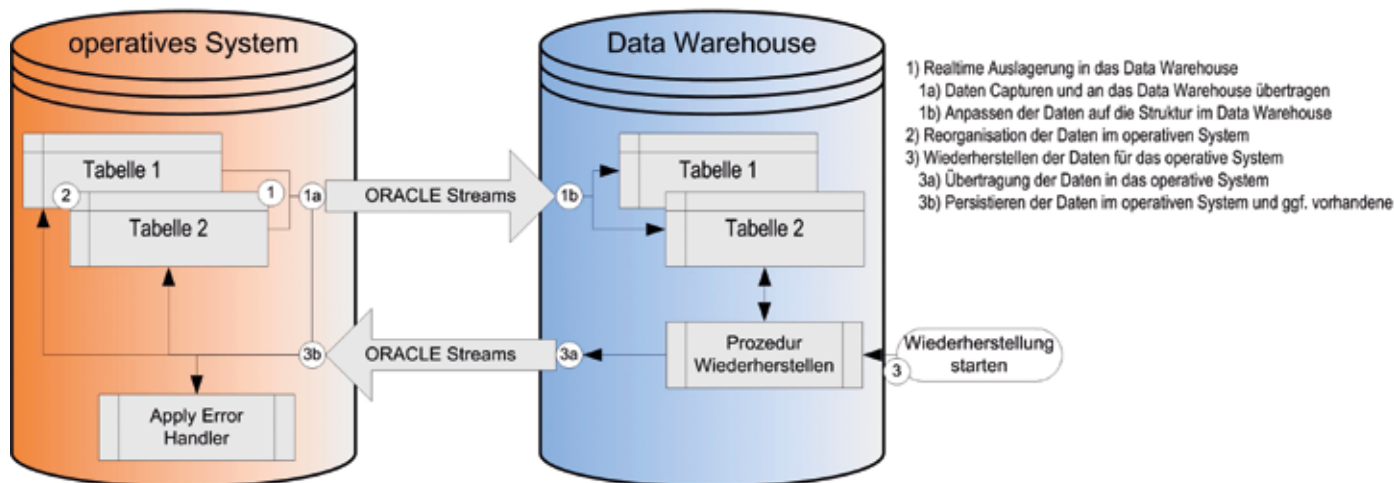 operatives System
Tabelle 1
2
1
1a
Tabelle 2
ORACLE Streams
3b
ORACLE Streams
Apply Error
Handler
Data Warehouse
1b
Tabelle 1
Tabelle 2
3a
Prozedur
Wiederherstellen
3
Wiederherstellung
starten
1) Realtime Auslagerung in das Data Warehouse
1a) Daten Capturen und an das Data Warehouse übertragen
1b) Anpassen der Daten auf die Struktur im Data Warehouse
2) Reorganisation der Daten im operativen System
3) Wiederherstellen der Daten für das operative System
3a) Übertragung der Daten in das operative System
3b) Persistieren der Daten im operativen System und ggf. vorhandene